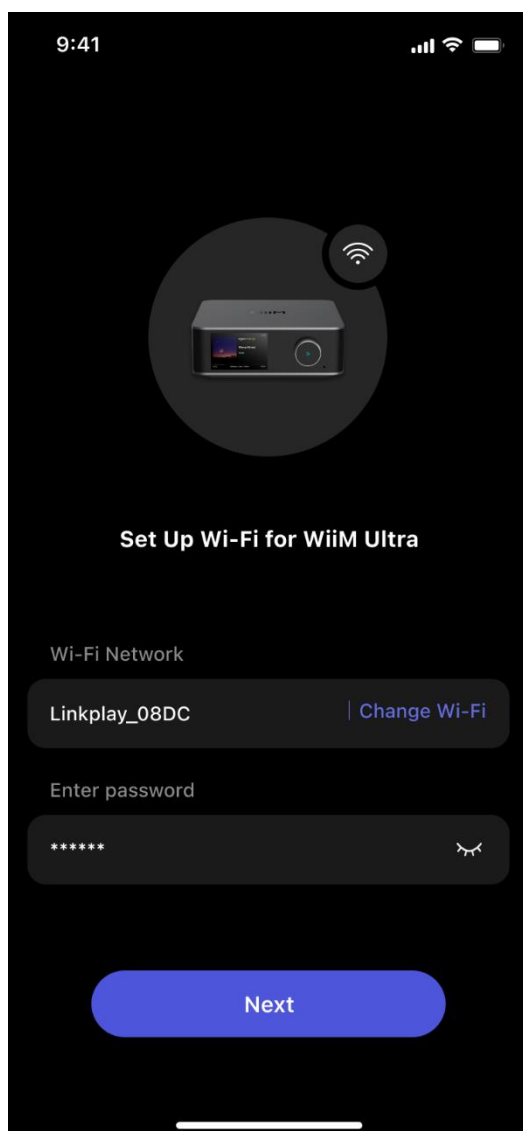 9:41
Set Up Wi-Fi for WiiM Ultra
Wi-Fi Network
Linkplay_08DC | Change Wi-Fi
Enter password
******
Next